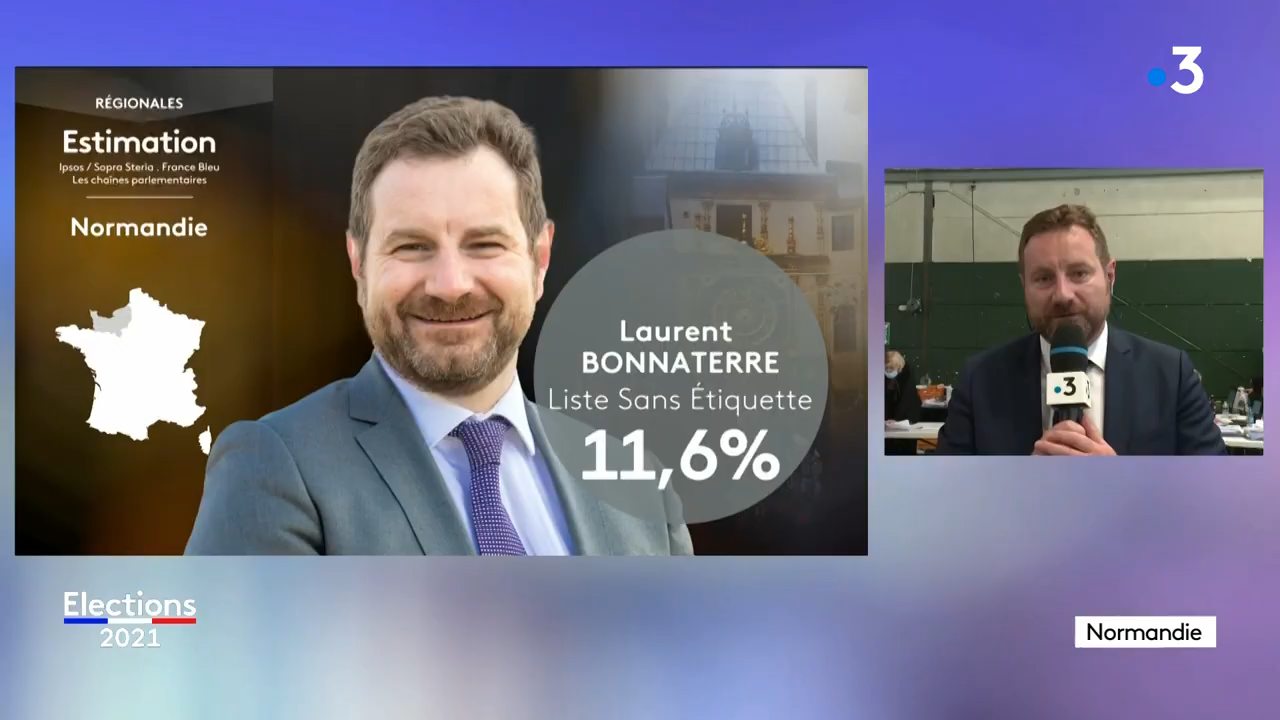 3
RÉGIONALES
Estimation
Ipsos / Sopra Steria . France Bleu
Les chaînes parlementaires
Normandie
Laurent
BONNATERRE
Liste Sans Étiquette
11,6%
3
Elections
2021
Normandie